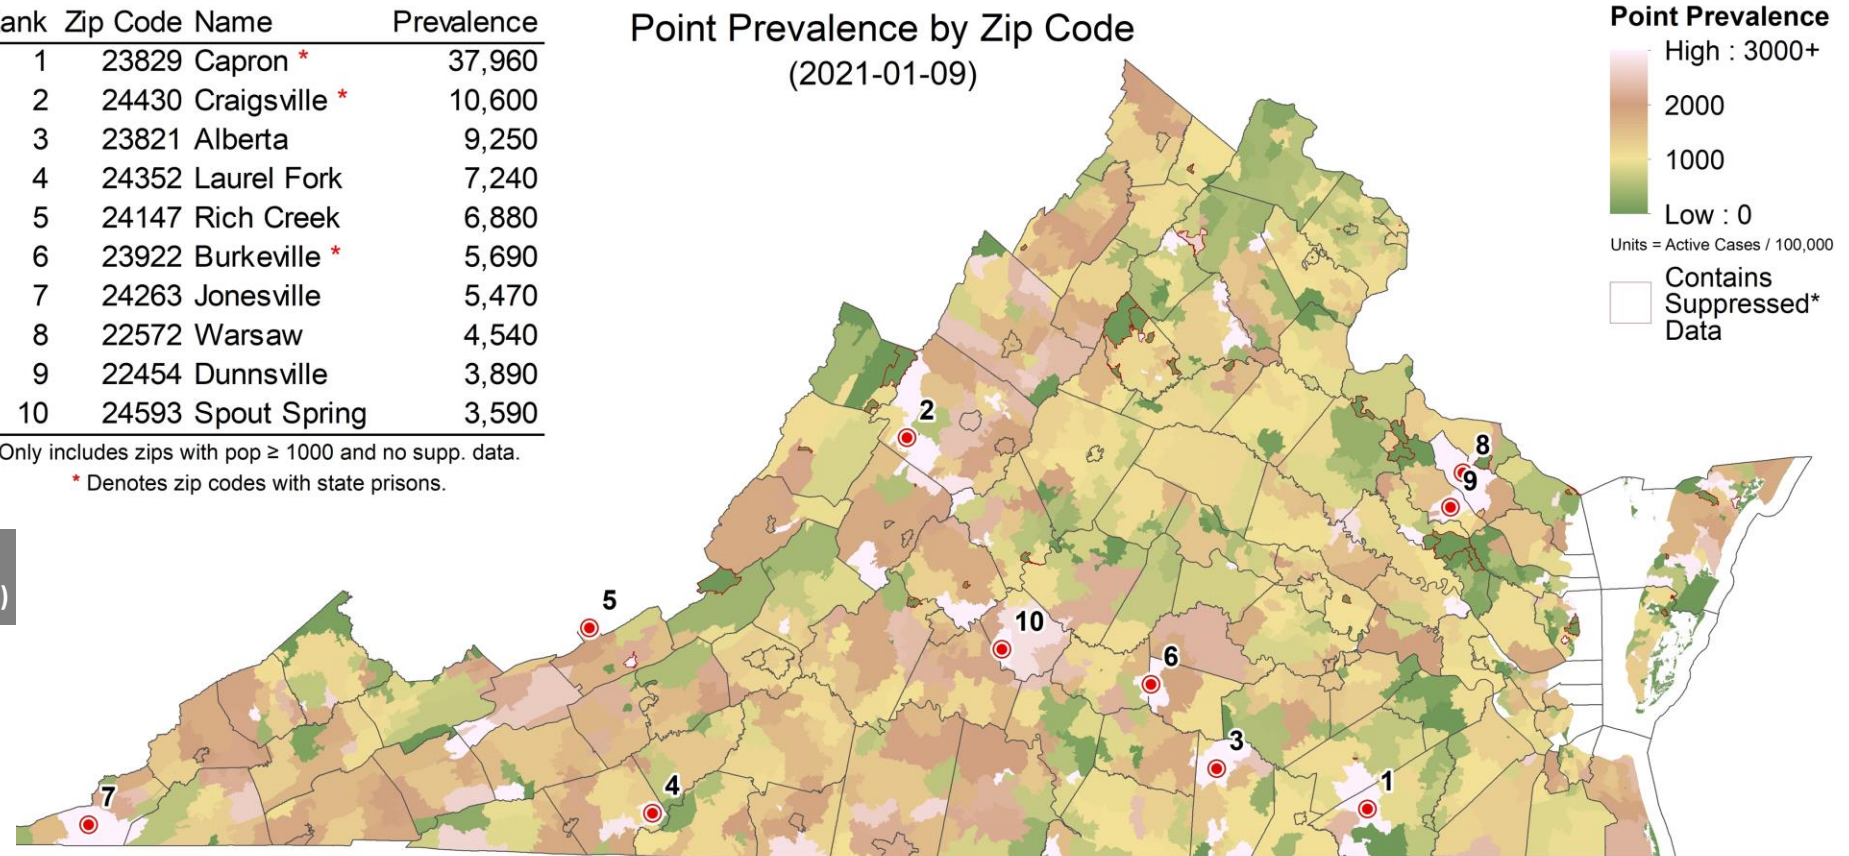 ank Zip Code Name Prevalence
1 23829 Capron * 37,960
2 24430 Craigsville * 10,600
3 23821 Alberta 9,250
4 24352 Laurel Fork 7,240
5 24147 Rich Creek 6,880
6 23922 Burkeville * 5,690
7 24263 Jonesville 5,470
8 22572 Warsaw 4,540
9 22454 Dunnsville 3,890
10 24593 Spout Spring 3,590
Only includes zips with pop ≥ 1000 and no supp. data.
* Denotes zip codes with state prisons.
)
Point Prevalence by Zip Code
(2021-01-09)
Point Prevalence
High : 3000+
2000
1000
Low : 0
Units = Active Cases / 100,000
Contains
Suppressed*
Data
2
8
9
5
10
6
3
4
1
7